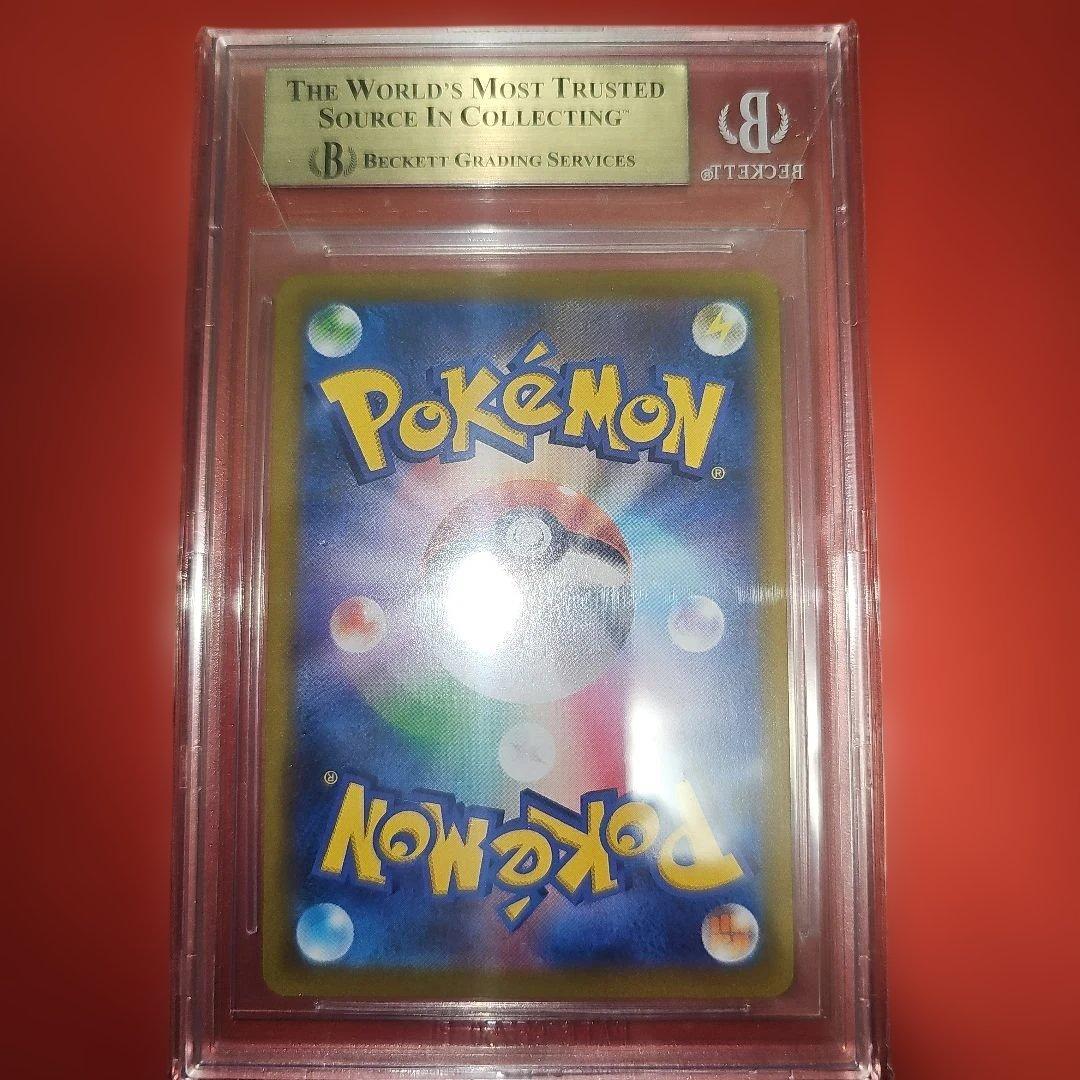 THE WORLD'S MOST TRUSTED
SOURCE IN COLLECTING™
B BECKETT GRADING SERVICES
B
BECKETT®
POKéMON®
POKéMON®